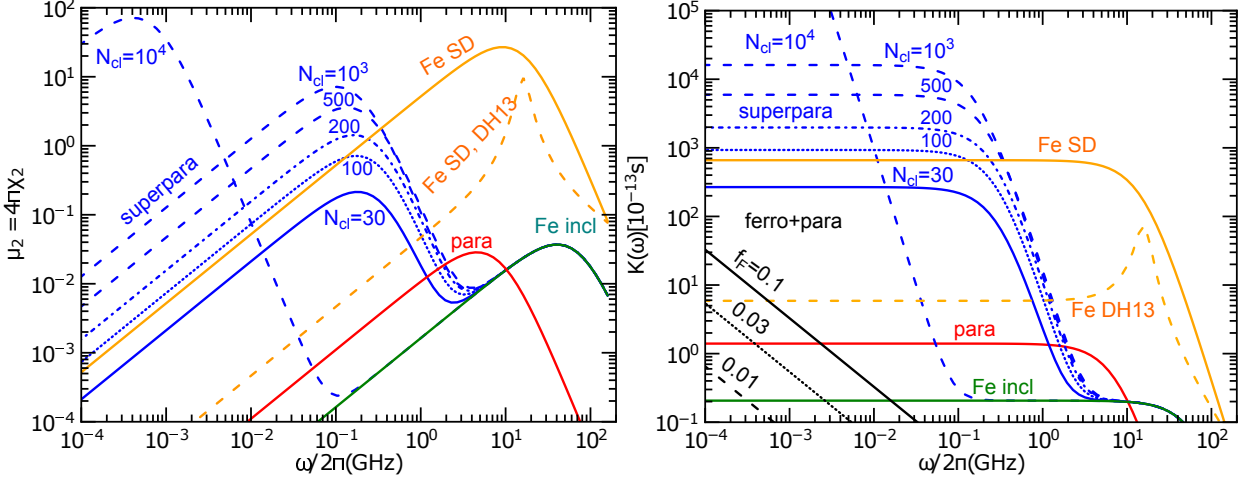 10²
10¹
10⁰
10⁻¹
10⁻²
10⁻³
10⁻⁴
μ₂ = 4πχ₂
N_cl=10⁴
N_cl=10³
500
200
100
N_cl=30
superpara
Fe SD
Fe SD, DH13
para
Fe incl
10⁻⁴ 10⁻³ 10⁻² 10⁻¹ 10⁰ 10¹ 10²
ω/2π(GHz)
10⁵
10⁴
10³
10²
10¹
10⁰
10⁻¹
K(ω)[10⁻¹³s]
N_cl=10⁴
N_cl=10³
500
superpara
200
100
Fe SD
N_cl=30
ferro+para
f_F=0.1
0.03
0.01
Fe DH13
para
Fe incl
10⁻⁴ 10⁻³ 10⁻² 10⁻¹ 10⁰ 10¹ 10²
ω/2π(GHz)